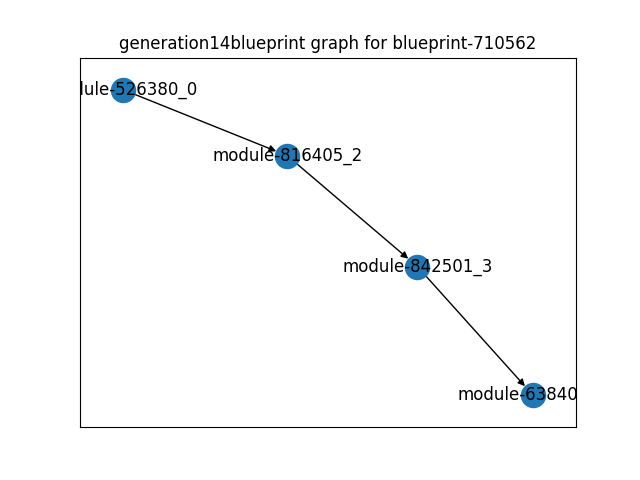 generation14blueprint graph for blueprint-710562
lule-526380_0
module-816405_2
module-842501_3
module-63840